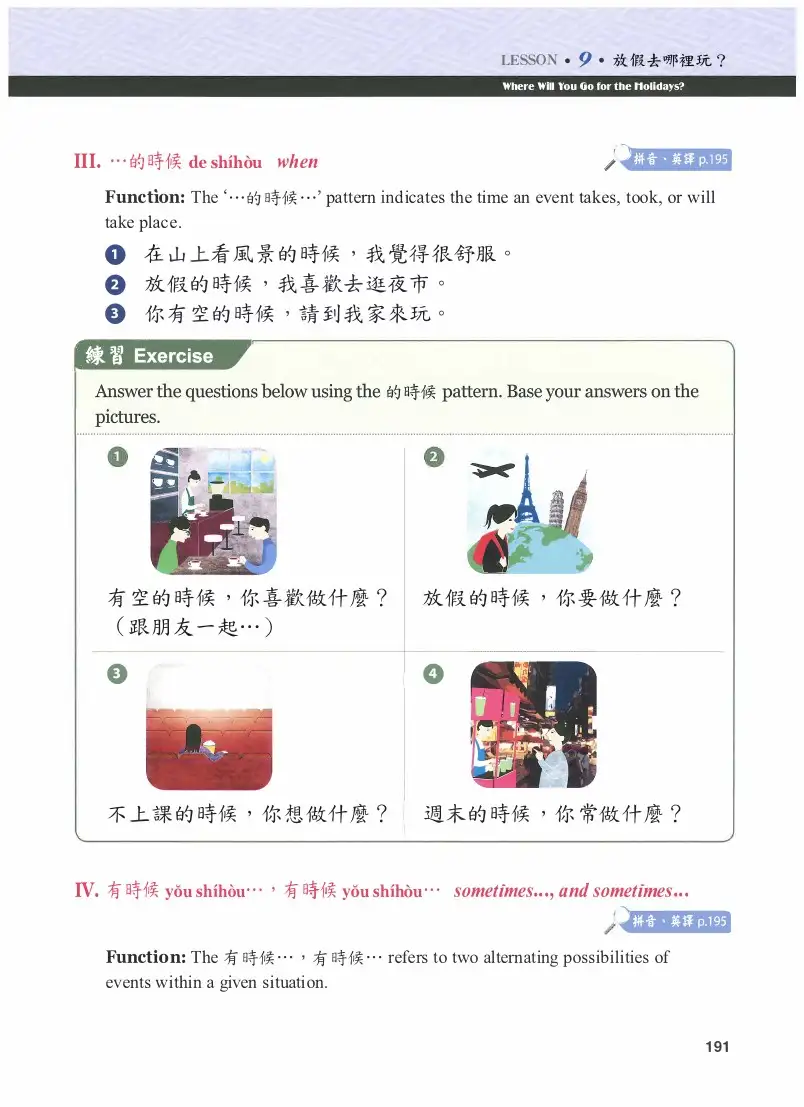 LESSON • 9 • 放假去哪裡玩？
Where Will You Go for the Holidays?
III. …的時候 de shíhòu when
拼音、英譯 p.195
Function: The ‘…的時候…’ pattern indicates the time an event takes, took, or will
take place.
1 在山上看風景的時候，我覺得很舒服。
2 放假的時候，我喜歡去逛夜市。
3 你有空的時候，請到我家來玩。
練習 Exercise
Answer the questions below using the 的時候 pattern. Base your answers on the
pictures.
1
有空的時候，你喜歡做什麼？
（跟朋友一起…）
2
放假的時候，你要做什麼？
3
不上課的時候，你想做什麼？
4
週末的時候，你常做什麼？
IV. 有時候 yǒu shíhòu…，有時候 yǒu shíhòu… sometimes..., and sometimes...
拼音、英譯 p.195
Function: The 有時候…，有時候… refers to two alternating possibilities of
events within a given situation.
191